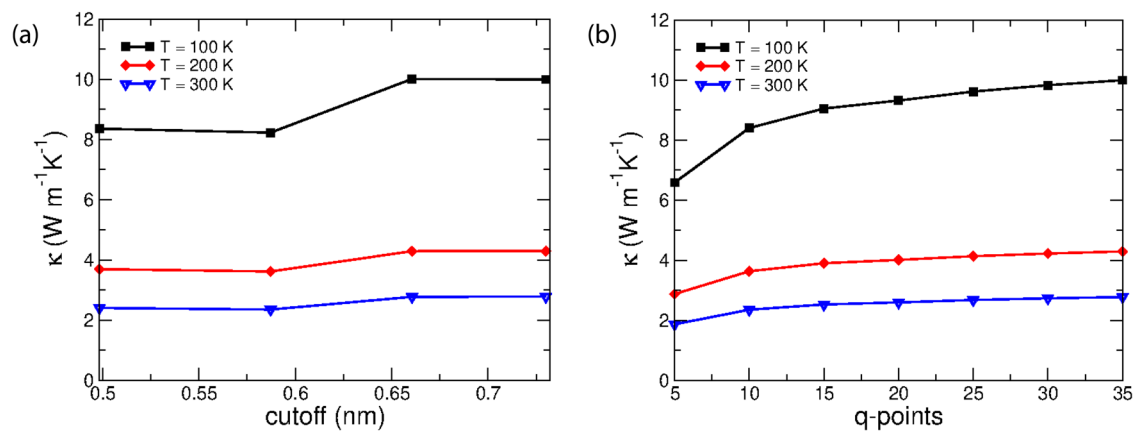 (a)
T = 100 K
T = 200 K
T = 300 K
κ (W m⁻¹K⁻¹)
12
10
8
6
4
2
0
0.5
0.55
0.6
0.65
0.7
cutoff (nm)
(b)
T = 100 K
T = 200 K
T = 300 K
κ (W m⁻¹K⁻¹)
12
10
8
6
4
2
0
5
10
15
20
25
30
35
q-points